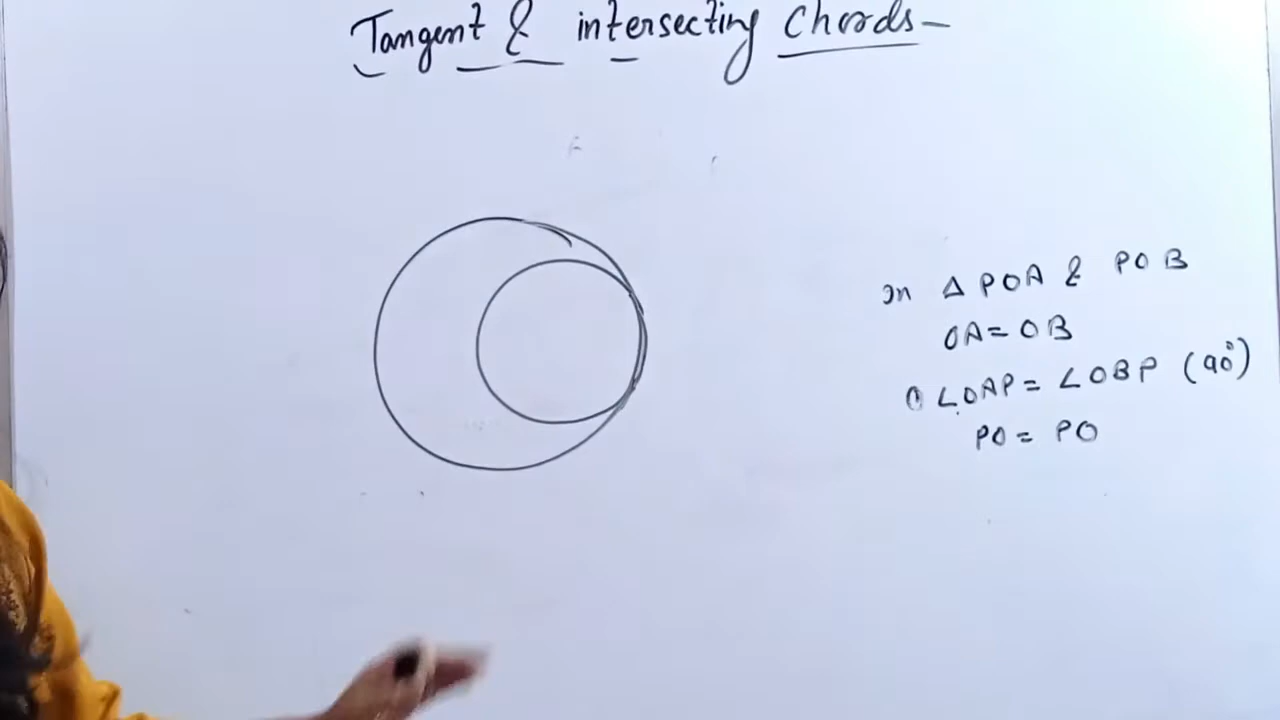 Tangent & intersecting Chords-
In Δ POA & POB
OA = OB
∠OAP = ∠OBP (90°)
PO = PO